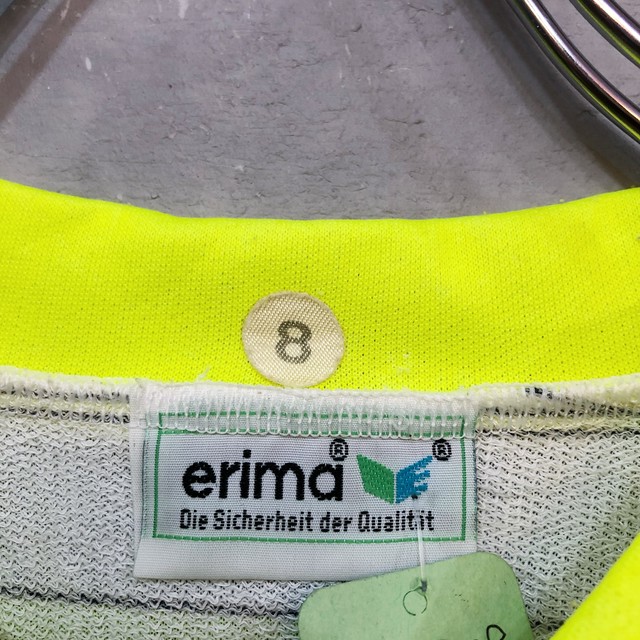 8
erima® ®
Die Sicherheit der Qualität